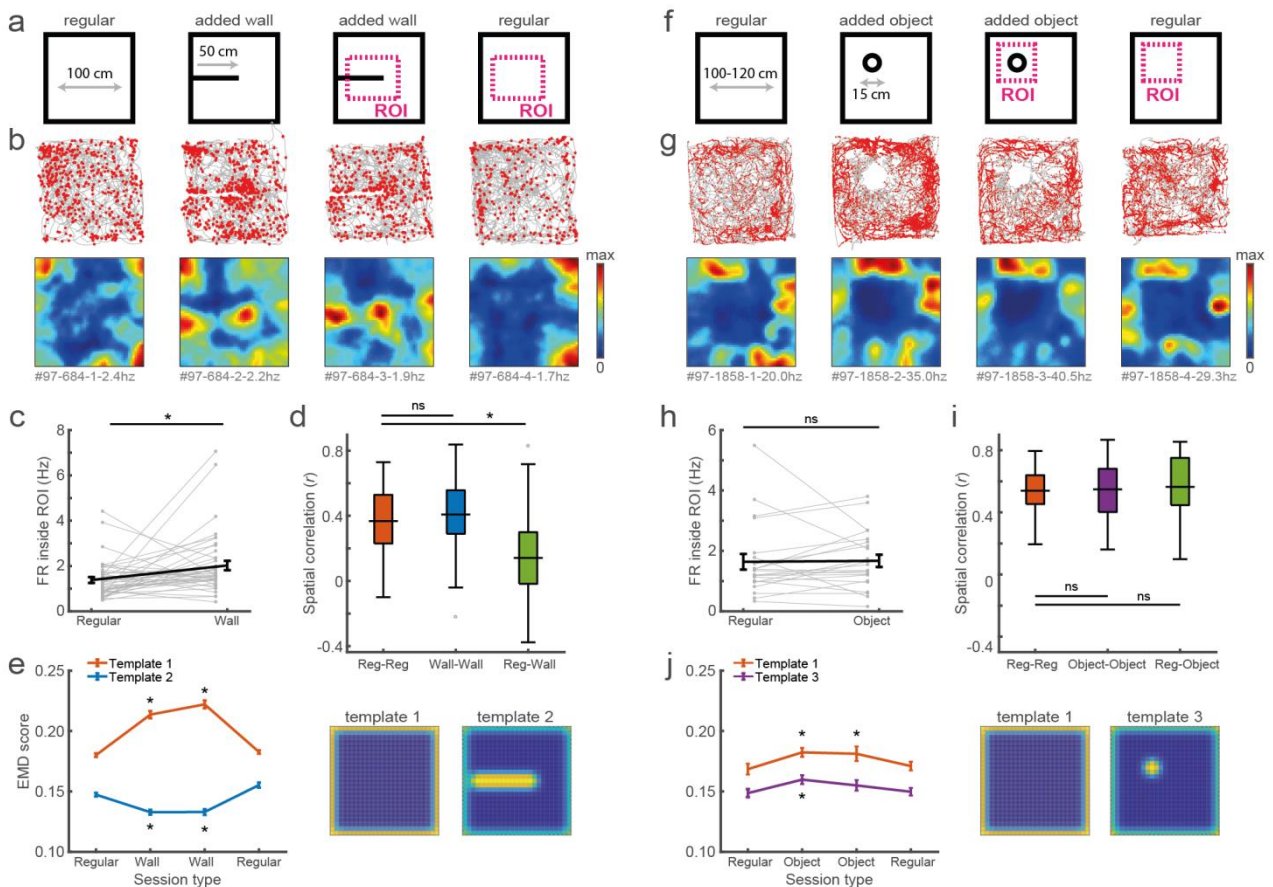 a
regular
added wall
added wall
regular
100 cm
50 cm
ROI
ROI
b
max
0
#97-684-1-2.4hz
#97-684-2-2.2hz
#97-684-3-1.9hz
#97-684-4-1.7hz
c
*
FR inside ROI (Hz)
8
6
4
2
0
Regular
Wall
d
ns
*
Spatial correlation (r)
0.8
0.4
0
-0.4
Reg-Reg
Wall-Wall
Reg-Wall
e
Template 1
Template 2
EMD score
0.25
0.20
0.15
0.10
*
*
*
*
Regular
Wall
Wall
Regular
Session type
template 1
template 2
f
regular
added object
added object
regular
100-120 cm
15 cm
ROI
ROI
g
max
0
#97-1858-1-20.0hz
#97-1858-2-35.0hz
#97-1858-3-40.5hz
#97-1858-4-29.3hz
h
ns
FR inside ROI (Hz)
6
4
2
0
Regular
Object
i
Spatial correlation (r)
0.8
0.4
0
-0.4
ns
ns
Reg-Reg
Object-Object
Reg-Object
j
Template 1
Template 3
0.25
0.20
0.15
0.10
*
*
*
Regular
Object
Object
Regular
Session type
template 1
template 3